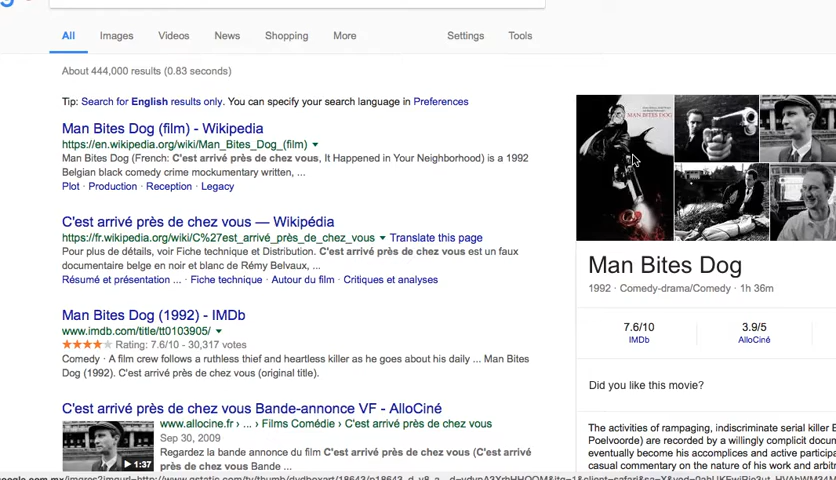 All Images Videos News Shopping More Settings Tools
About 444,000 results (0.83 seconds)
Tip: Search for English results only. You can specify your search language in Preferences
Man Bites Dog (film) - Wikipedia
https://en.wikipedia.org/wiki/Man_Bites_Dog_(film)
Man Bites Dog (French: C'est arrivé près de chez vous, It Happened in Your Neighborhood) is a 1992
Belgian black comedy crime mockumentary written, ...
Plot · Production · Reception · Legacy
C'est arrivé près de chez vous — Wikipédia
https://fr.wikipedia.org/wiki/C%27est_arrivé_près_de_chez_vous Translate this page
Pour plus de détails, voir Fiche technique et Distribution. C'est arrivé près de chez vous est un faux
documentaire belge en noir et blanc de Rémy Belvaux, ...
Résumé et présentation ... · Fiche technique · Autour du film · Critiques et analyses
Man Bites Dog (1992) - IMDb
www.imdb.com/title/tt0103905/
Rating: 7.6/10 - 30,317 votes
Comedy · A film crew follows a ruthless thief and heartless killer as he goes about his daily ... Man Bites
Dog (1992). C'est arrivé près de chez vous (original title).
C'est arrivé près de chez vous Bande-annonce VF - AlloCiné
www.allocine.fr › ... › Films Comédie › C'est arrivé près de chez vous
Sep 30, 2009
Regardez la bande annonce du film C'est arrivé près de chez vous (C'est
arrivé près de chez vous Bande ...
1:37
MAN BITES DOG
Man Bites Dog
1992 · Comedy-drama/Comedy · 1h 36m
7.6/10 3.9/5
IMDb AlloCiné
Did you like this movie?
The activities of rampaging, indiscriminate serial killer
Poelvoorde) are recorded by a willingly complicit
eventually become his accomplices and active
casual commentary on the nature of his work and